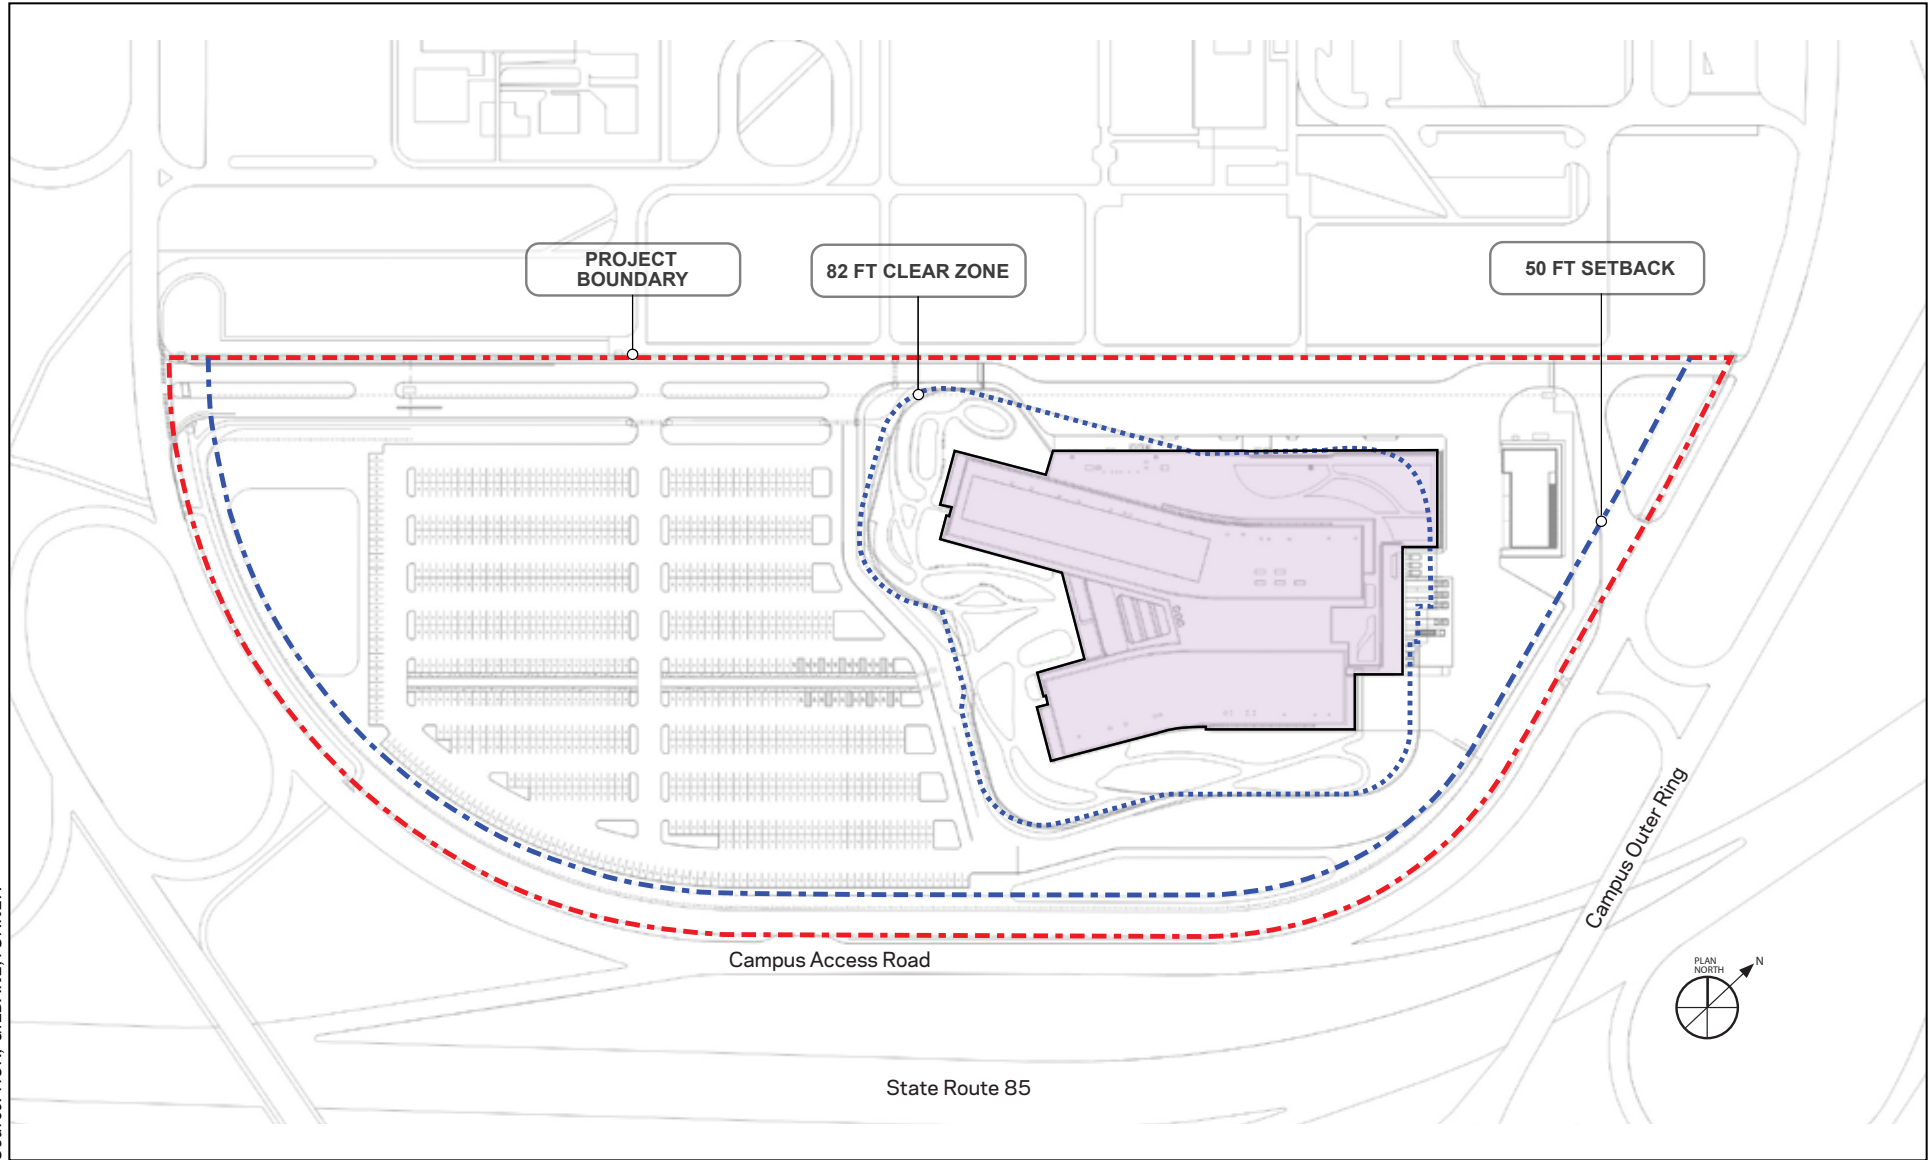 PROJECT
BOUNDARY
82 FT CLEAR ZONE
50 FT SETBACK
Campus Outer Ring
Campus Access Road
PLAN
NORTH
N
State Route 85